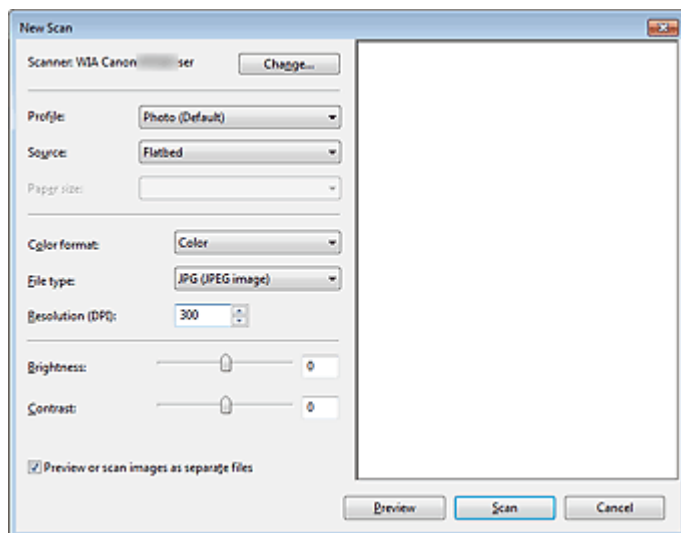 New Scan
Scanner: WIA Canon ser Change...
Profile: Photo (Default)
Source: Flatbed
Paper size:
Color format: Color
File type: JPG (JPEG image)
Resolution (DPI): 300
Brightness: 0
Contrast: 0
Preview or scan images as separate files
Preview Scan Cancel